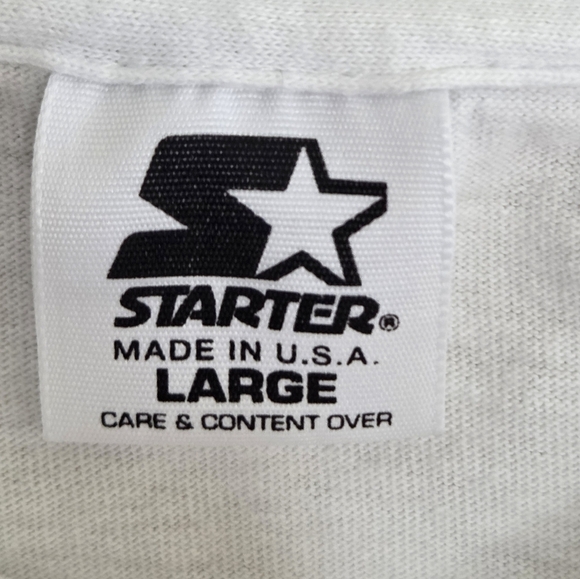 STARTER®
MADE IN U.S.A.
LARGE
CARE & CONTENT OVER